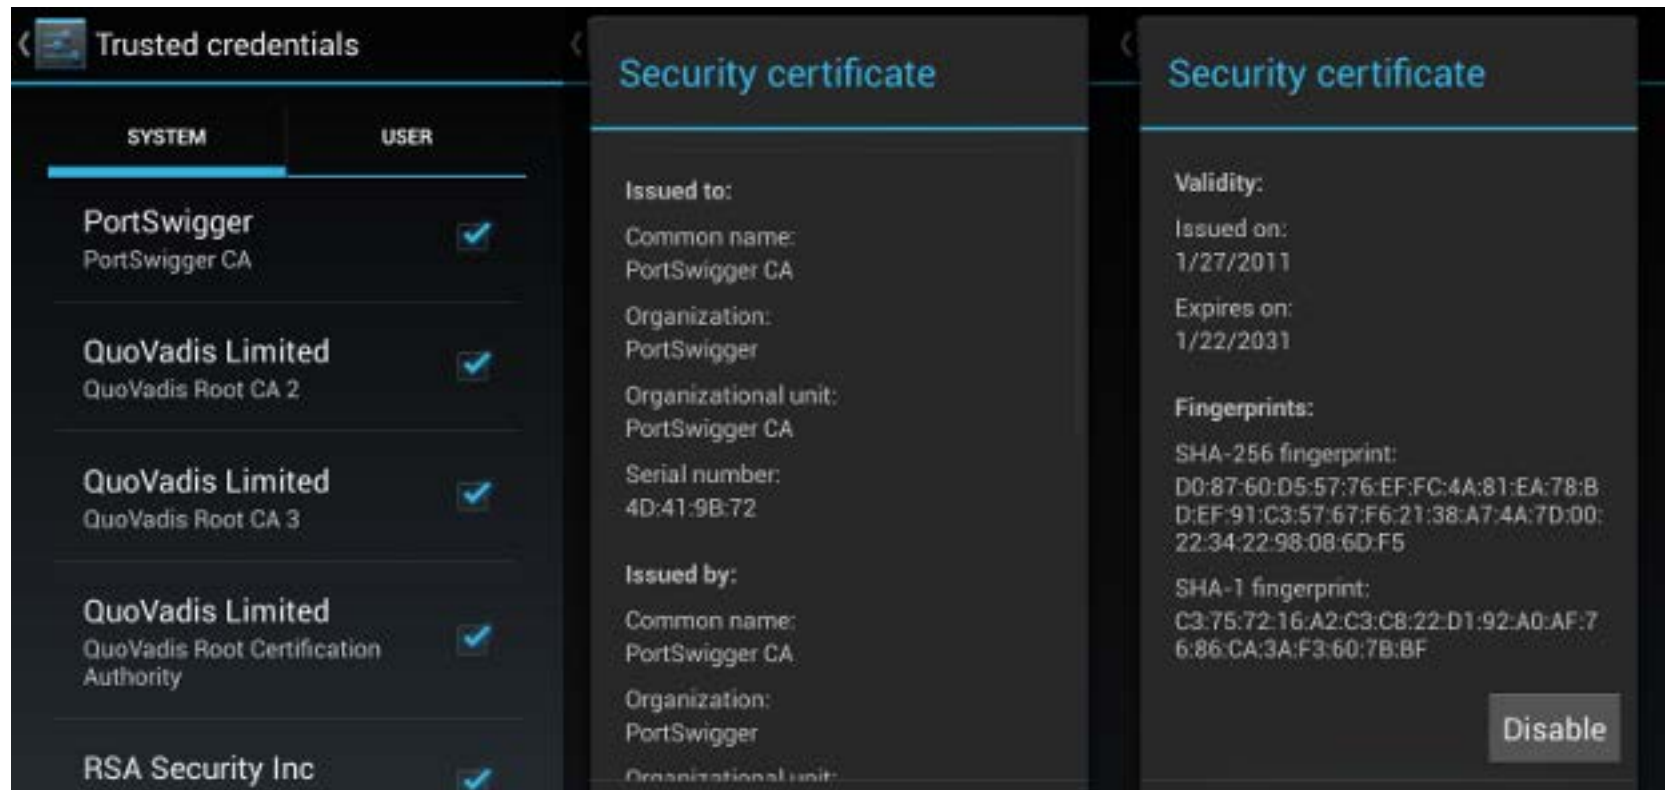 Trusted credentials
SYSTEM
USER
PortSwigger
PortSwigger CA
QuoVadis Limited
QuoVadis Root CA 2
QuoVadis Limited
QuoVadis Root CA 3
QuoVadis Limited
QuoVadis Root Certification
Authority
RSA Security Inc
Security certificate
Issued to:
Common name:
PortSwigger CA
Organization:
PortSwigger
Organizational unit:
PortSwigger CA
Serial number:
4D:41:9B:72
Issued by:
Common name:
PortSwigger CA
Organization:
PortSwigger
Organizational unit:
Security certificate
Validity:
Issued on:
1/27/2011
Expires on:
1/22/2031
Fingerprints:
SHA-256 fingerprint:
D0:87:60:D5:57:76:EF:FC:4A:81:EA:78:B
D:EF:91:C3:57:67:F6:21:38:A7:4A:7D:00:
22:34:22:98:08:6D:F5
SHA-1 fingerprint:
C3:75:72:16:A2:C3:C8:22:D1:92:A0:AF:7
6:86:CA:3A:F3:60:7B:BF
Disable